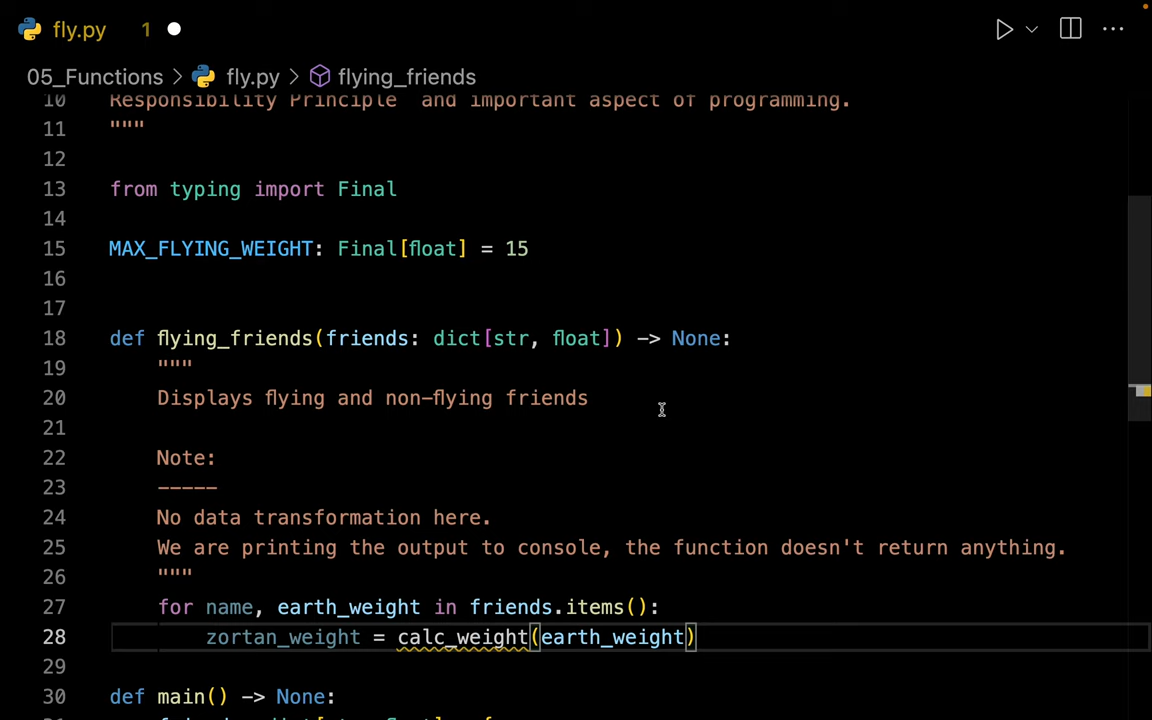 fly.py 1
05_Functions > fly.py > flying_friends
10 Responsibility Principle and important aspect of programming.
11 """
12
13 from typing import Final
14
15 MAX_FLYING_WEIGHT: Final[float] = 15
16
17
18 def flying_friends(friends: dict[str, float]) -> None:
19 """
20 Displays flying and non-flying friends
21
22 Note:
23 -----
24 No data transformation here.
25 We are printing the output to console, the function doesn't return anything.
26 """
27 for name, earth_weight in friends.items():
28 zortan_weight = calc_weight(earth_weight)
29
30 def main() -> None: